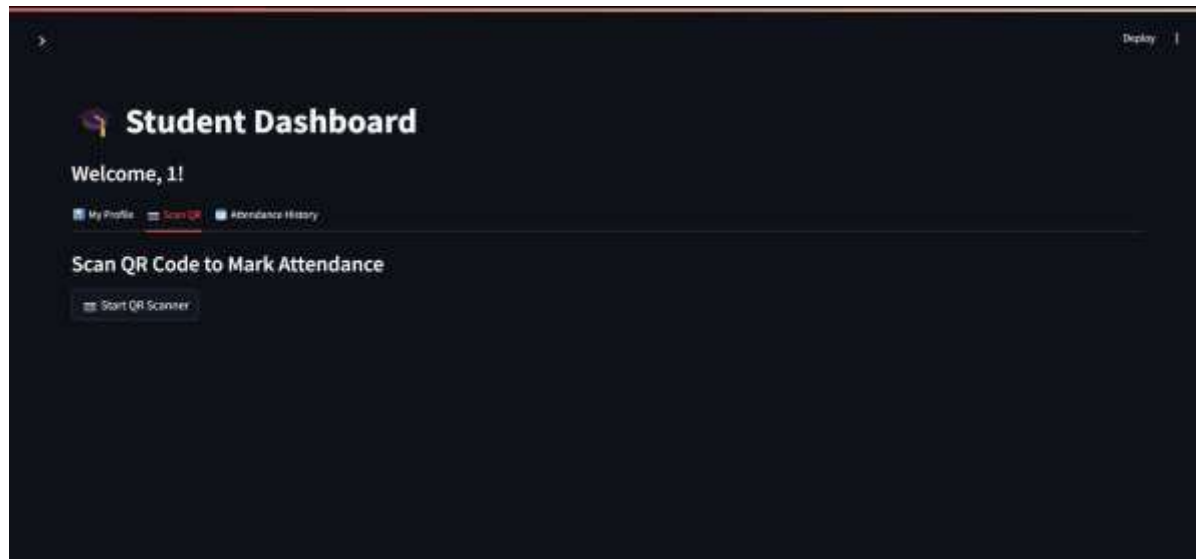 Deploy
Student Dashboard
Welcome, 1!
My Profile Scan QR Attendance History
Scan QR Code to Mark Attendance
Start QR Scanner